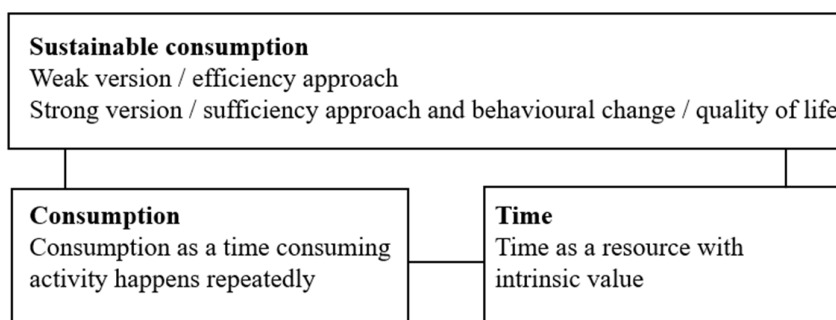 Sustainable consumption
Weak version / efficiency approach
Strong version / sufficiency approach and behavioural change / quality of life
Consumption
Consumption as a time consuming
activity happens repeatedly
Time
Time as a resource with
intrinsic value